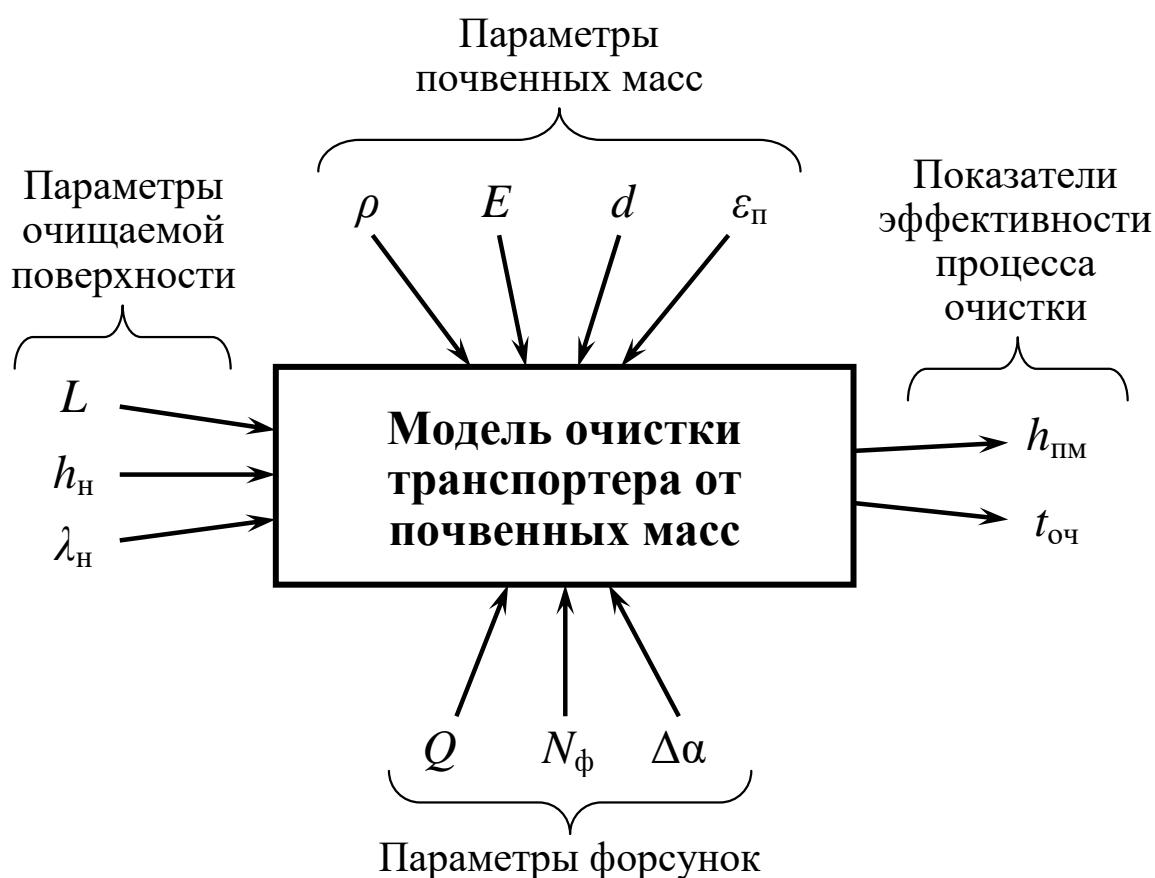 Параметры
почвенных масс
ρ E d εп
Параметры
очищаемой
поверхности
L
hн
λн
Модель очистки
транспортера от
почвенных масс
Показатели
эффективности
процесса
очистки
hпм
tоч
Q Nф Δα
Параметры форсунок